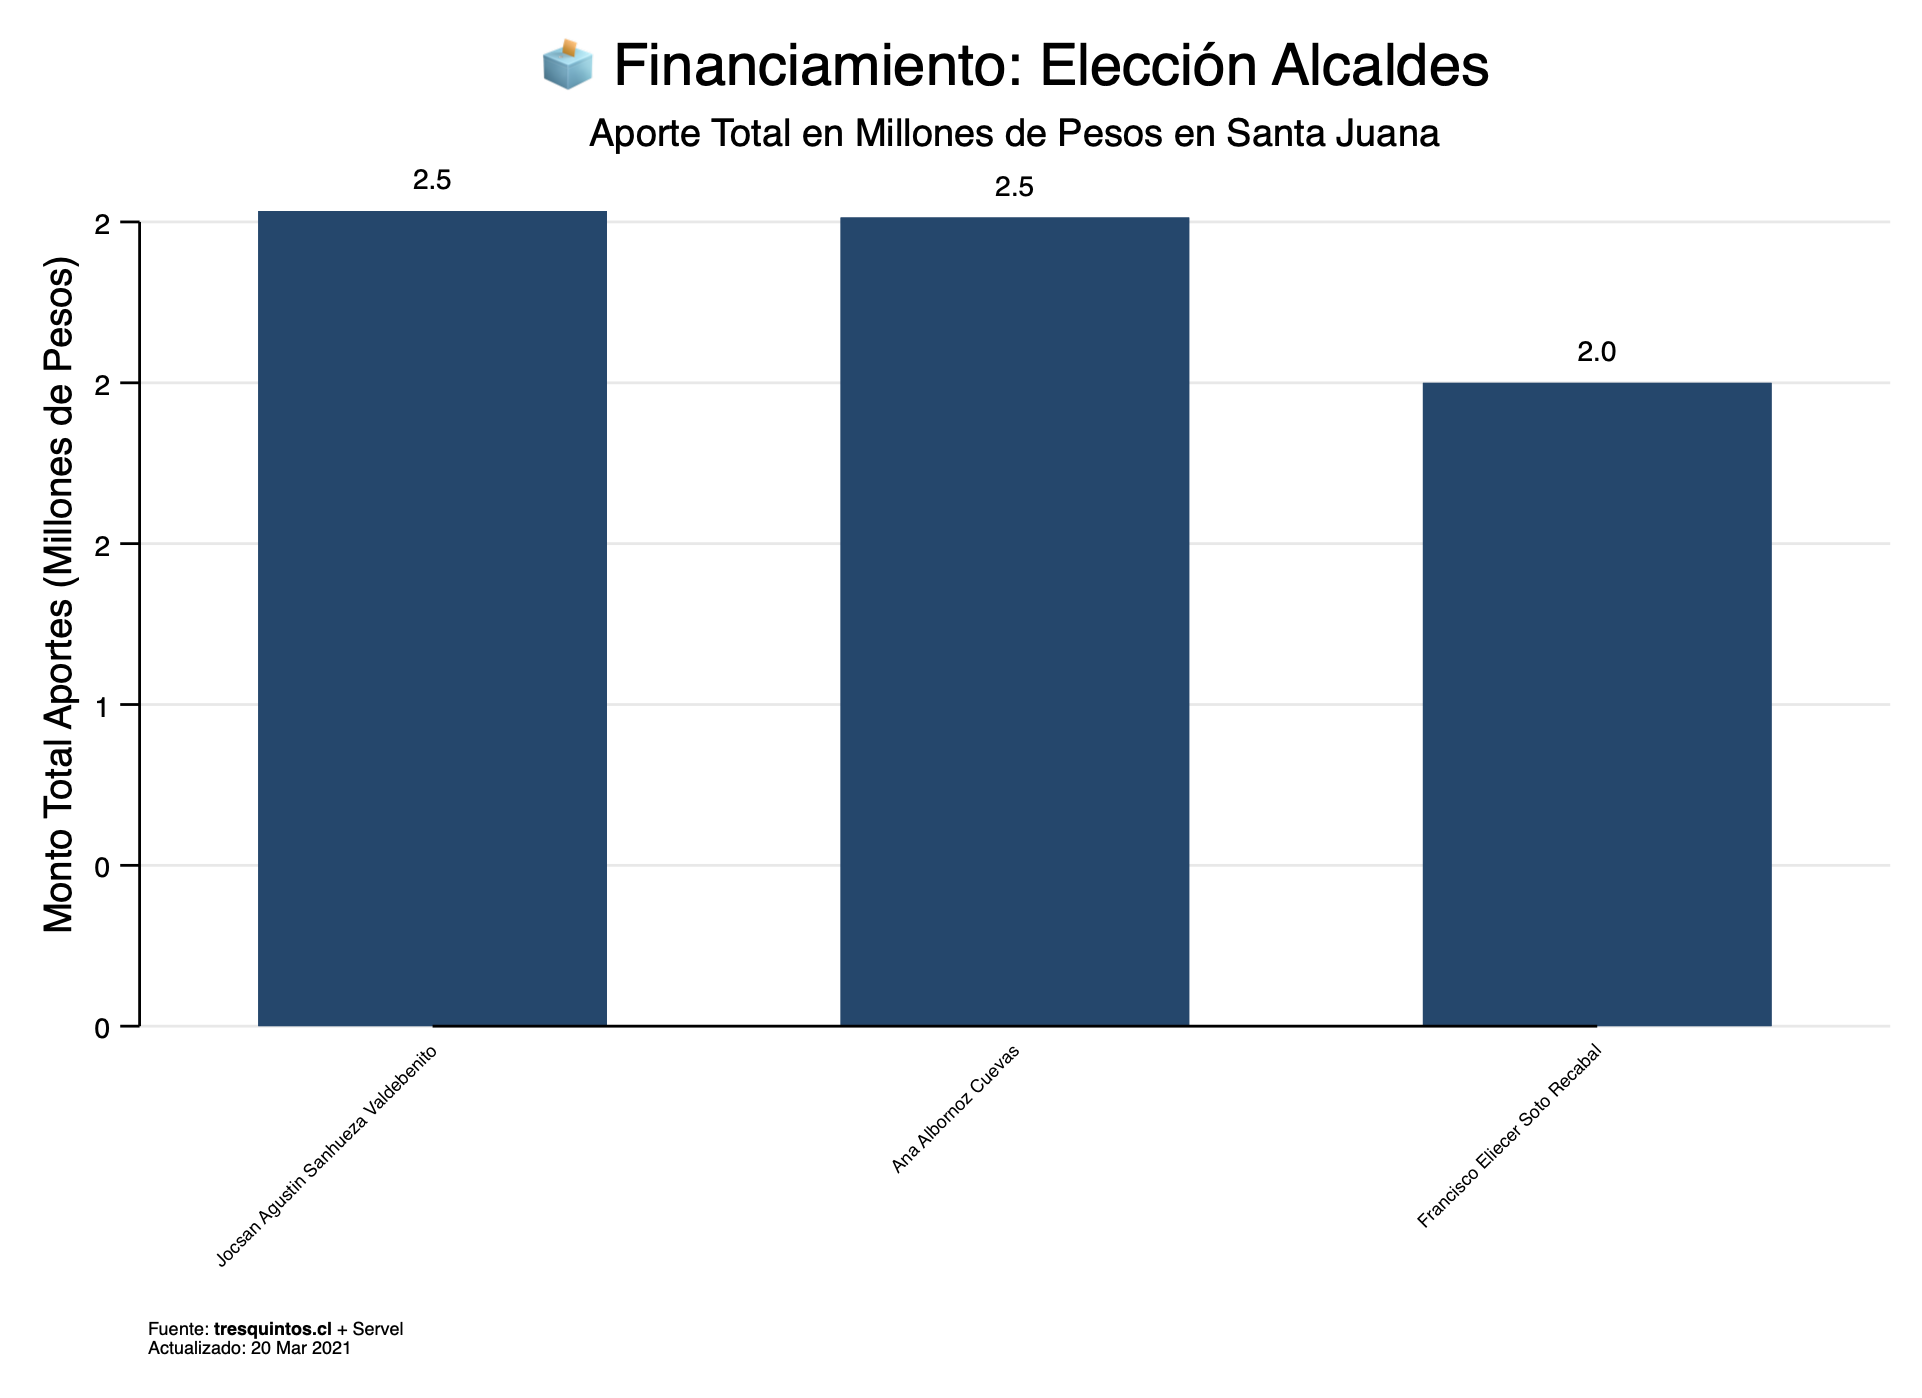 Financiamiento: Elección Alcaldes
Aporte Total en Millones de Pesos en Santa Juana
Monto Total Aportes (Millones de Pesos)
2
2
2
1
0
0
2.5
2.5
2.0
Jocsan Agustin Sanhueza Valdebenito
Ana Albornoz Cuevas
Francisco Eliecer Soto Recabal
Fuente: tresquintos.cl + Servel
Actualizado: 20 Mar 2021